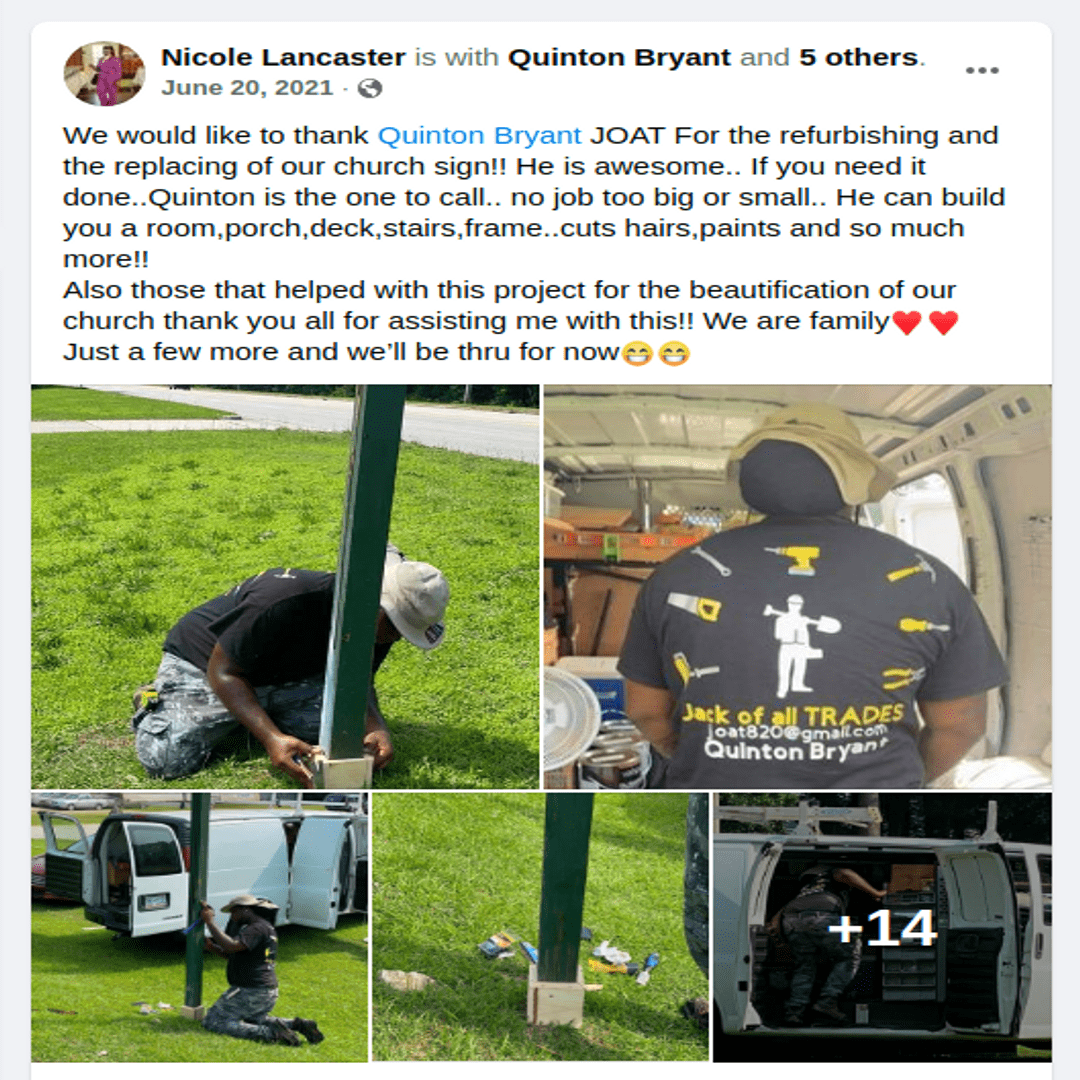 Nicole Lancaster is with Quinton Bryant and 5 others.
June 20, 2021 ·
We would like to thank Quinton Bryant JOAT For the refurbishing and
the replacing of our church sign!! He is awesome.. If you need it
done..Quinton is the one to call.. no job too big or small.. He can build
you a room,porch,deck,stairs,frame..cuts hairs,paints and so much
more!!
Also those that helped with this project for the beautification of our
church thank you all for assisting me with this!! We are family❤️❤️
Just a few more and we’ll be thru for now😁😁
Jack of all TRADES
joat820@gmail.com
Quinton Bryant
+14